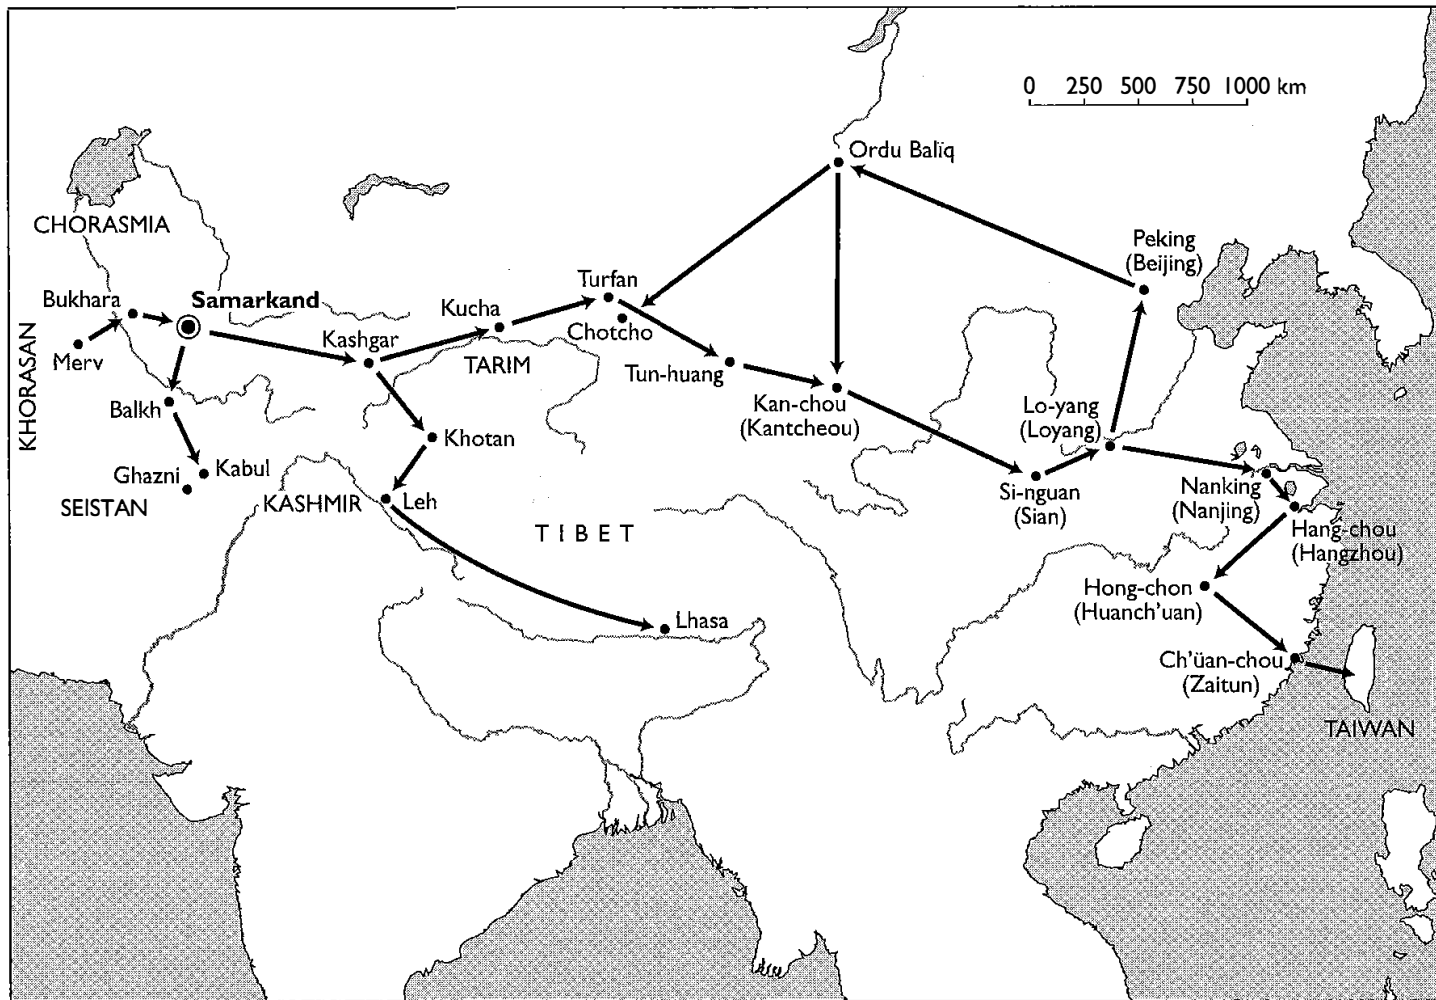 0 250 500 750 1000 km
Ordu Balïq
CHORASMIA
Peking
(Beijing)
Turfan
Bukhara
Samarkand
Kucha
Chotcho
Kashgar
KHORASAN
Merv
TARIM
Tun-huang
Balkh
Kan-chou
(Kantcheou)
Lo-yang
(Loyang)
Khotan
Ghazni
Kabul
SEISTAN
KASHMIR
Leh
Si-nguan
(Sian)
Nanking
(Nanjing)
TIBET
Hang-chou
(Hangzhou)
Hong-chon
(Huanch'uan)
Lhasa
Ch'üan-chou
(Zaitun)
TAIWAN